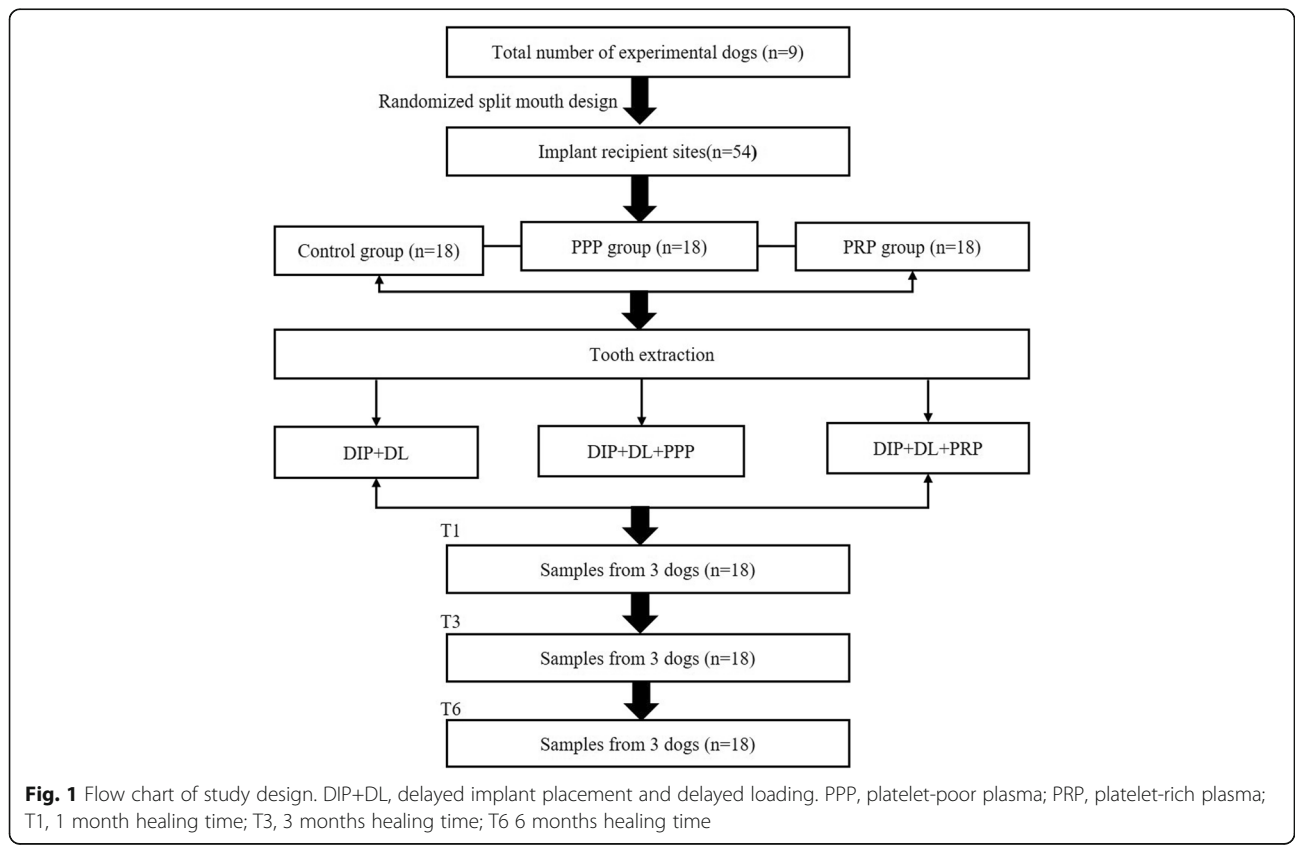 Total number of experimental dogs (n=9)
Randomized split mouth design
Implant recipient sites(n=54)
Control group (n=18)
PPP group (n=18)
PRP group (n=18)
Tooth extraction
DIP+DL
DIP+DL+PPP
DIP+DL+PRP
T1
Samples from 3 dogs (n=18)
T3
Samples from 3 dogs (n=18)
T6
Samples from 3 dogs (n=18)
Fig. 1 Flow chart of study design. DIP+DL, delayed implant placement and delayed loading. PPP, platelet-poor plasma; PRP, platelet-rich plasma;
T1, 1 month healing time; T3, 3 months healing time; T6 6 months healing time